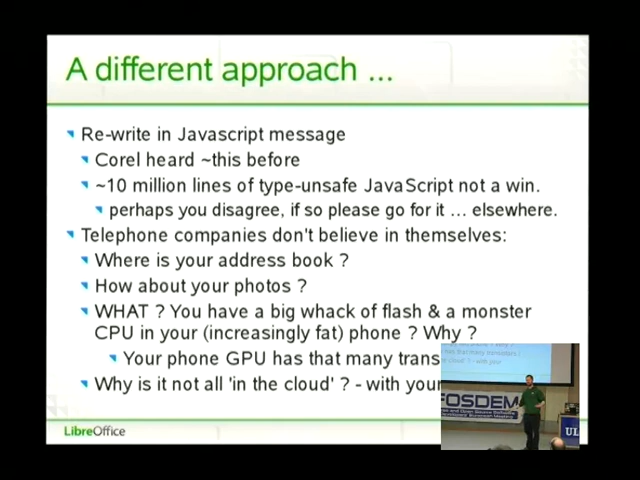 A different approach ...
Re-write in Javascript message
Corel heard ~this before
~10 million lines of type-unsafe JavaScript not a win.
perhaps you disagree, if so please go for it ... elsewhere.
Telephone companies don't believe in themselves:
Where is your address book ?
How about your photos ?
WHAT ? You have a big whack of flash & a monster
CPU in your (increasingly fat) phone ? Why ?
Your phone GPU has that many trans
Why is it not all 'in the cloud' ? - with your
LibreOffice
FOSDEM
UL